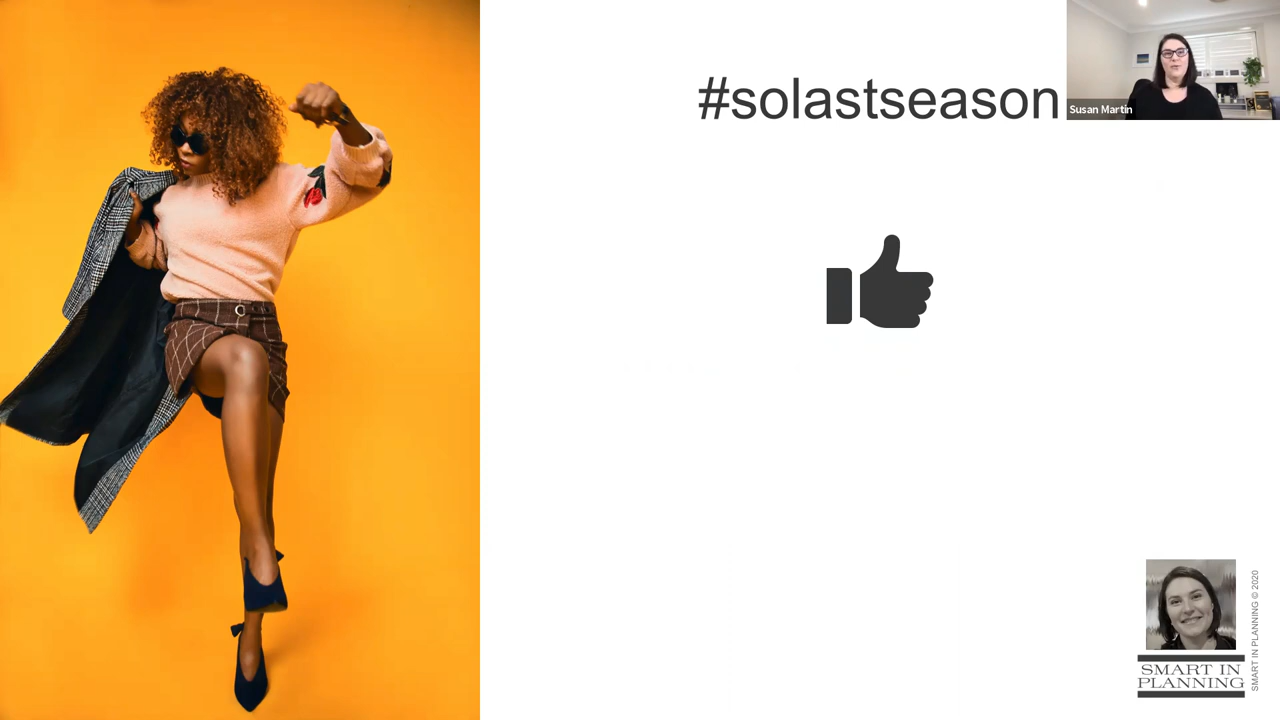 #solastseason
Susan Martin
SMART IN
PLANNING
SMART IN PLANNING © 2020